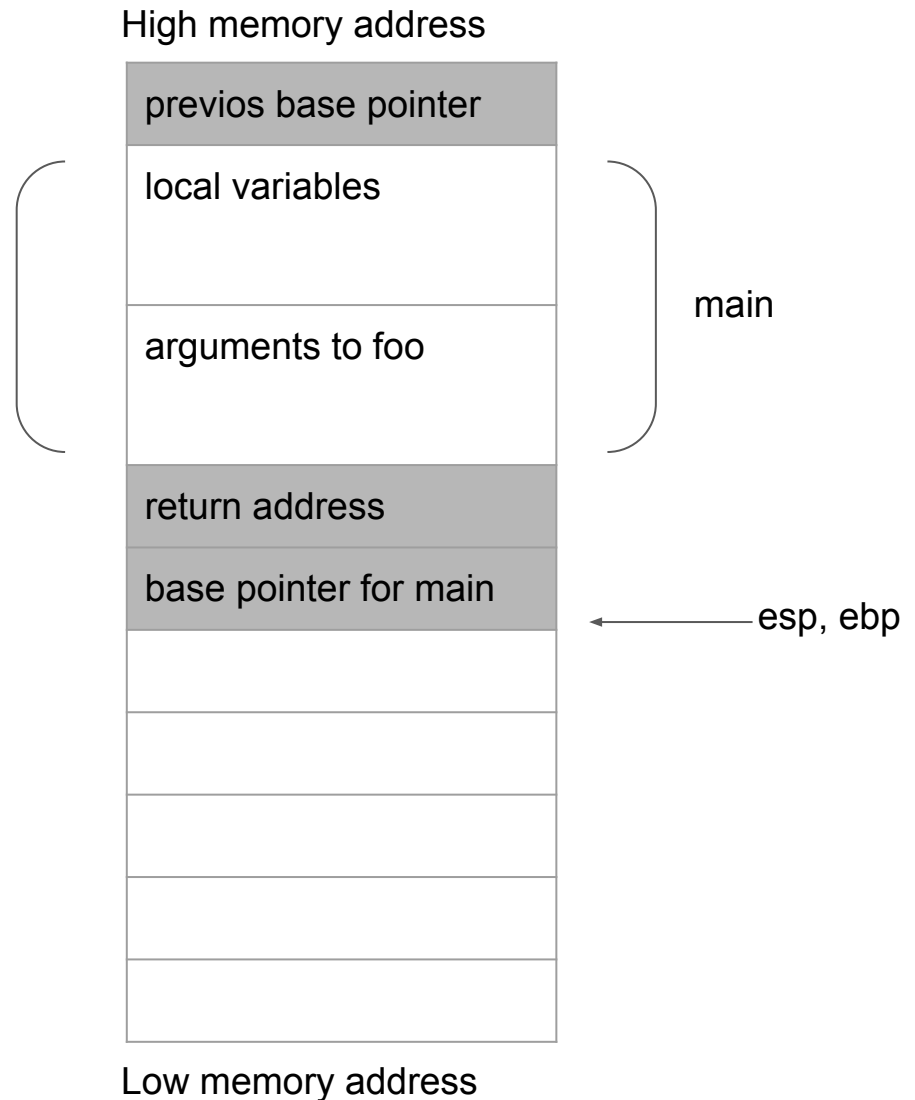 High memory address
previos base pointer
local variables
main
arguments to foo
return address
base pointer for main
esp, ebp
Low memory address